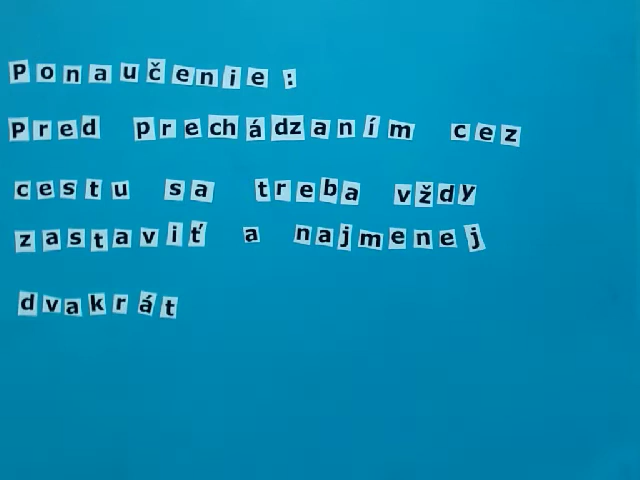 Ponaučenie:
Pred prechádzaním cez
cestu sa treba vždy
zastaviť a najmenej
dvakrát